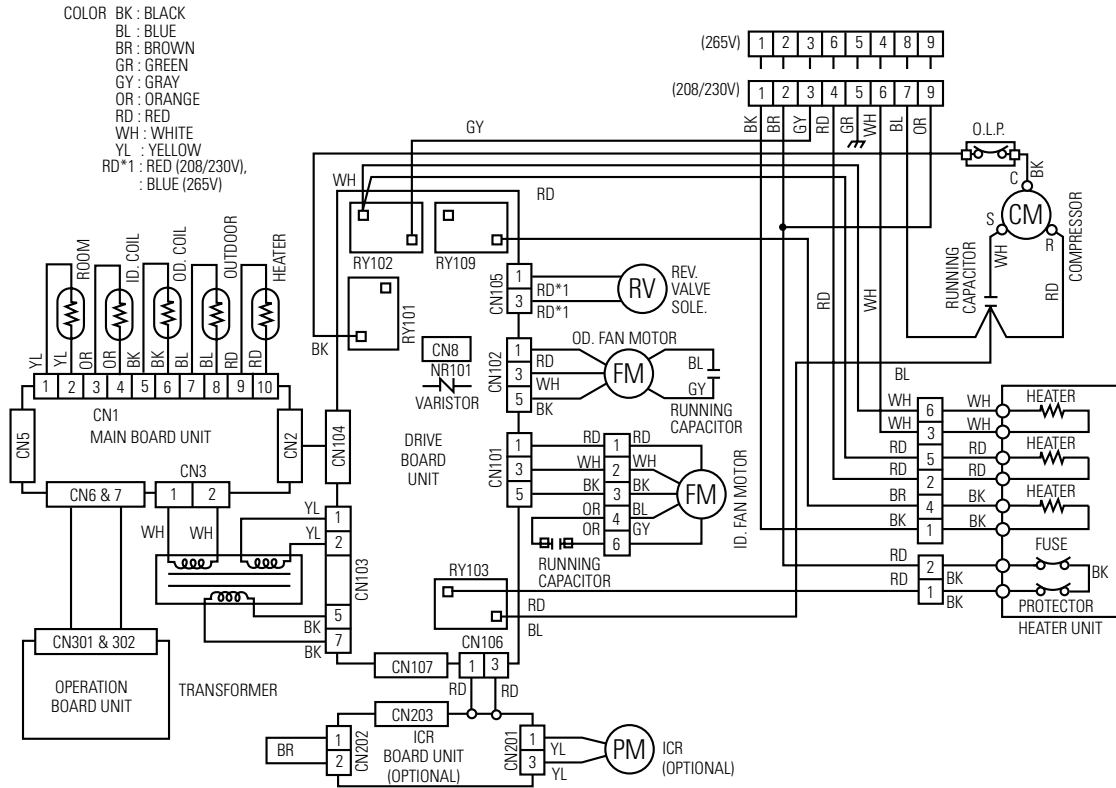 COLOR BK : BLACK
BL : BLUE
BR : BROWN
GR : GREEN
GY : GRAY
OR : ORANGE
RD : RED
WH : WHITE
YL : YELLOW
RD*1 : RED (208/230V),
: BLUE (265V)
(265V) 1 2 3 6 5 4 8 9
(208/230V) 1 2 3 4 5 6 7 9
BK BR GY RD GR WH BL OR
GY
O.L.P.
C BK
CM
S R
WH RD
COMPRESSOR
RUNNING
CAPACITOR
WH
RD
RY102
RY109
RY101
BK
ROOM
ID. COIL
OD. COIL
OUTDOOR
HEATER
YL YL OR OR BK BK BL BL RD RD
1 2 3 4 5 6 7 8 9 10
CN1
MAIN BOARD UNIT
CN5
CN2
CN104
CN3
CN6 & 7
1 2
WH WH
CN105
1
3
RD*1
RD*1
RV
REV.
VALVE
SOLE.
CN8
NR101
VARISTOR
CN102
1
3
5
RD
WH
BK
OD. FAN MOTOR
FM
BL
GY
RUNNING
CAPACITOR
DRIVE
BOARD
UNIT
CN101
1
3
5
RD 1 RD
WH 2 WH
BK 3 BK
OR 4 BL
OR 6 GY
FM
ID. FAN MOTOR
RUNNING
CAPACITOR
RD
WH
BL
WH 6 WH
WH 3 WH
RD 5 RD
RD 2 RD
BR 4 BK
BK 1 BK
HEATER
HEATER
HEATER
RD 2 BK
RD 1 BK
FUSE
BK
PROTECTOR
HEATER UNIT
YL 1
YL 2
CN103
5
BK
7
BK
RY103
RD
BL
CN301 & 302
OPERATION
BOARD UNIT
TRANSFORMER
CN107
CN106
1 3
RD RD
CN203
ICR
BOARD UNIT
(OPTIONAL)
BR
1
2
CN202
CN201
1
3
YL
YL
PM
ICR
(OPTIONAL)